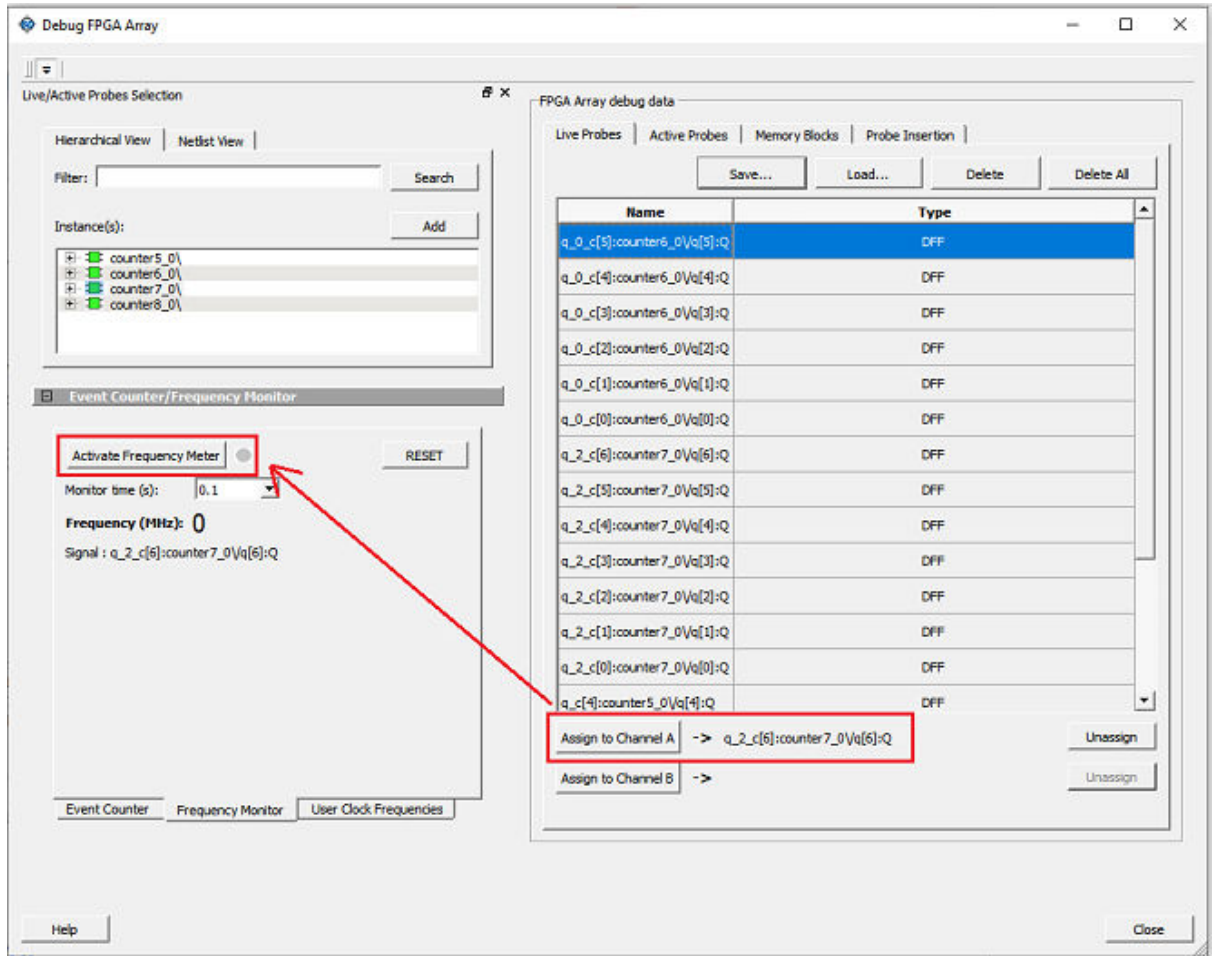 Debug FPGA Array
Live/Active Probes Selection
Hierarchical View
Netlist View
Filter:
Search
Instance(s):
Add
counter5_0\
counter6_0\
counter7_0\
counter8_0\
Event Counter/Frequency Monitor
Activate Frequency Meter
RESET
Monitor time (s):
0.1
Frequency (MHz): 0
Signal : q_2_c[6]:counter7_0\/q[6]:Q
Event Counter
Frequency Monitor
User Clock Frequencies
FPGA Array debug data
Live Probes
Active Probes
Memory Blocks
Probe Insertion
Save...
Load...
Delete
Delete All
Name Type
q_0_c[5]:counter6_0\/q[5]:Q DFF
q_0_c[4]:counter6_0\/q[4]:Q DFF
q_0_c[3]:counter6_0\/q[3]:Q DFF
q_0_c[2]:counter6_0\/q[2]:Q DFF
q_0_c[1]:counter6_0\/q[1]:Q DFF
q_0_c[0]:counter6_0\/q[0]:Q DFF
q_2_c[6]:counter7_0\/q[6]:Q DFF
q_2_c[5]:counter7_0\/q[5]:Q DFF
q_2_c[4]:counter7_0\/q[4]:Q DFF
q_2_c[3]:counter7_0\/q[3]:Q DFF
q_2_c[2]:counter7_0\/q[2]:Q DFF
q_2_c[1]:counter7_0\/q[1]:Q DFF
q_2_c[0]:counter7_0\/q[0]:Q DFF
q_c[4]:counter5_0\/q[4]:Q DFF
Assign to Channel A -> q_2_c[6]:counter7_0\/q[6]:Q Unassign
Assign to Channel B -> Unassign
Help
Close